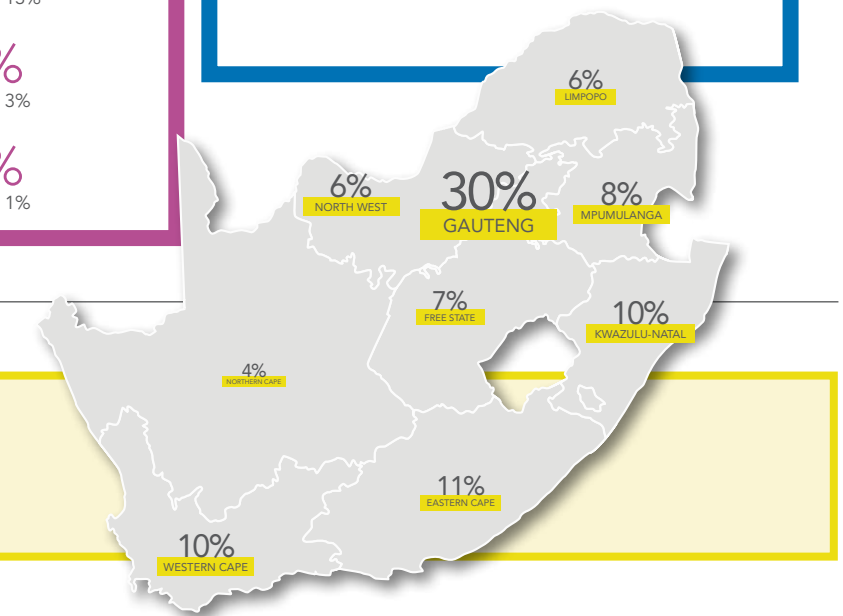 %
3%
%
1%
6%
LIMPOPO
6%
NORTH WEST
30%
GAUTENG
8%
MPUMULANGA
7%
FREE STATE
10%
KWAZULU-NATAL
4%
NORTHERN CAPE
11%
EASTERN CAPE
10%
WESTERN CAPE